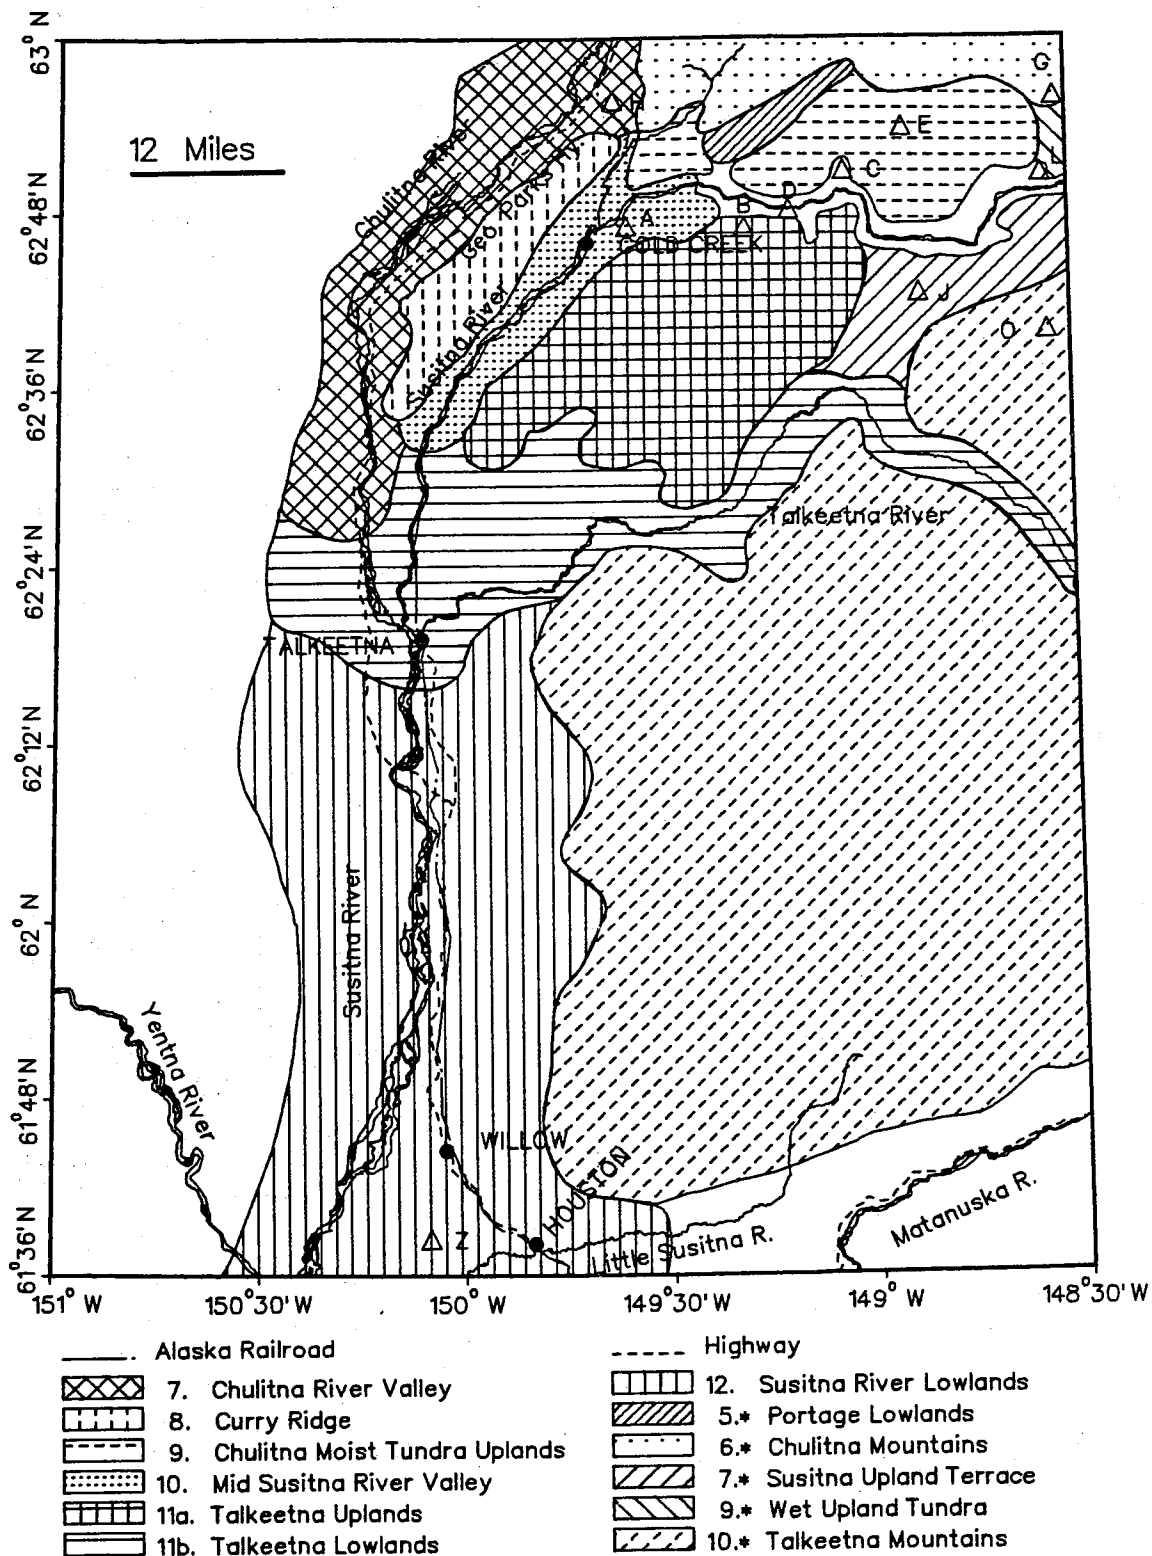 63° N
G
12 Miles
H
E
Chulitna River
Geo Parks Hwy
L
C
D
B
A
62°48' N
GOLD CREEK
J
O
Susitna River
62°36' N
Talkeetna River
62°24' N
TALKEETNA
62°12' N
Susitna River
62° N
Yentna River
61°48' N
WILLOW
HOUSTON
Z
Matanuska R.
Little Susitna R.
61°36' N
151° W 150°30' W 150° W 149°30' W 149° W 148°30' W
Alaska Railroad
7. Chulitna River Valley
8. Curry Ridge
9. Chulitna Moist Tundra Uplands
10. Mid Susitna River Valley
11a. Talkeetna Uplands
11b. Talkeetna Lowlands
Highway
12. Susitna River Lowlands
5.* Portage Lowlands
6.* Chulitna Mountains
7.* Susitna Upland Terrace
9.* Wet Upland Tundra
10.* Talkeetna Mountains